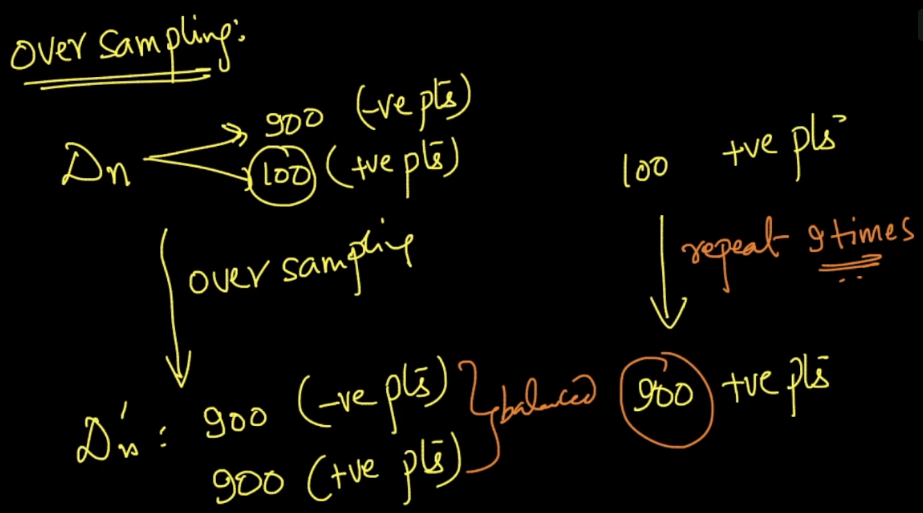 Over Sampling:
900 (-ve pts)
Dn
100 (+ve pts)
over sampling
D'n : 900 (-ve pts)
900 (+ve pts)
balanced
100 +ve pts
repeat 9 times
900 +ve pts